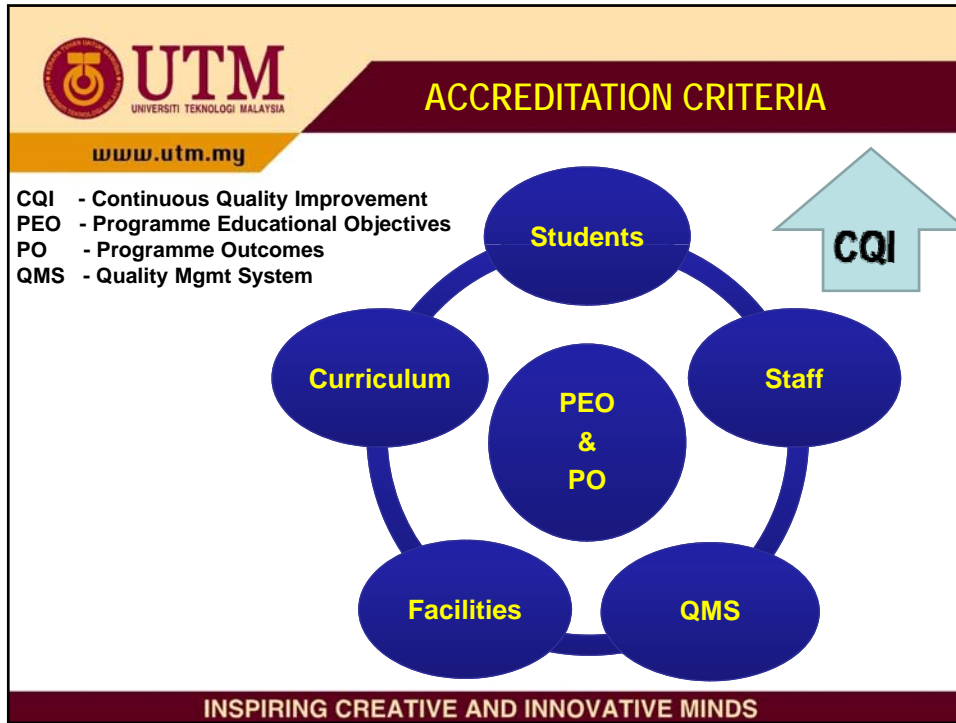 UTM
UNIVERSITI TEKNOLOGI MALAYSIA
ACCREDITATION CRITERIA
www.utm.my
CQI - Continuous Quality Improvement
PEO - Programme Educational Objectives
PO - Programme Outcomes
QMS - Quality Mgmt System
CQI
Students
Curriculum
Staff
PEO
&
PO
Facilities
QMS
INSPIRING CREATIVE AND INNOVATIVE MINDS